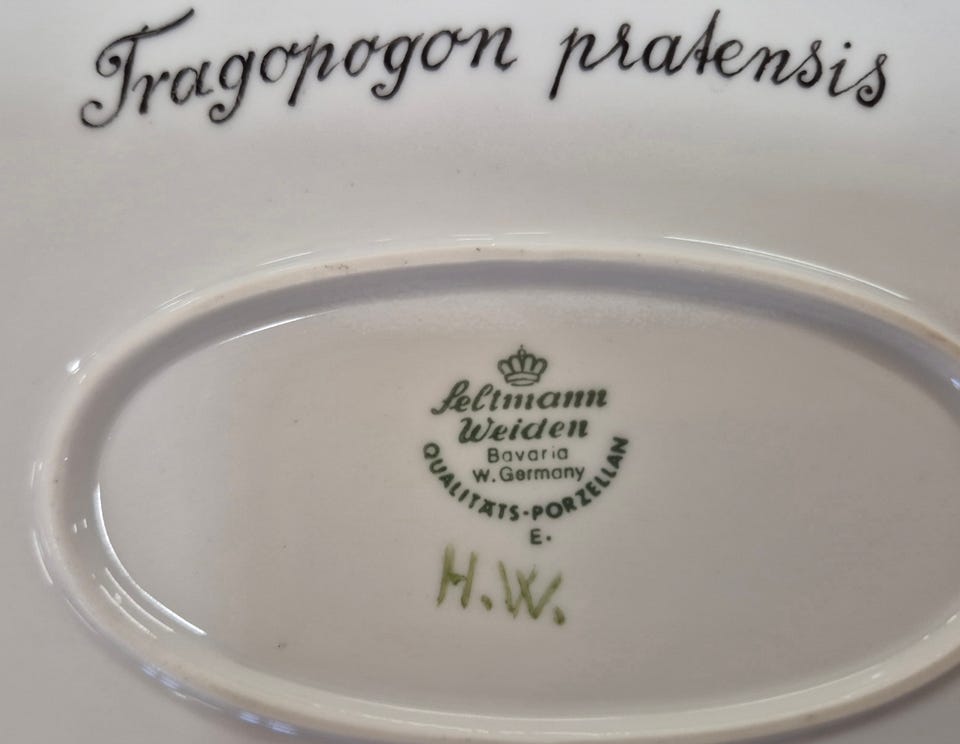 Tragopogon pratensis
Seltmann
Weiden
Bavaria
W. Germany
QUALITÄTS-PORZELLAN
E.
H.W.